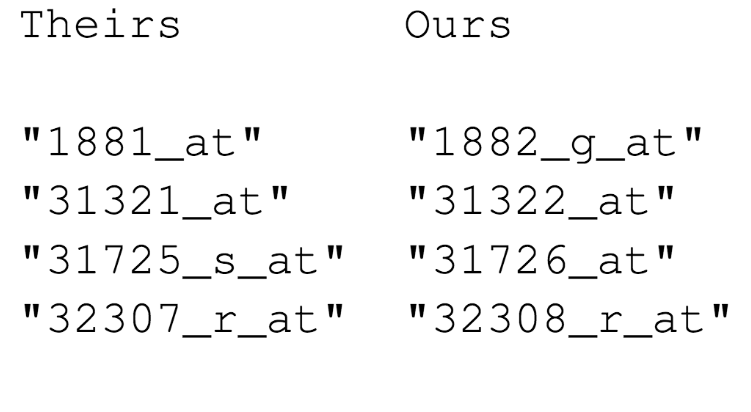 Theirs Ours
"1881_at" "1882_g_at"
"31321_at" "31322_at"
"31725_s_at" "31726_at"
"32307_r_at" "32308_r_at"